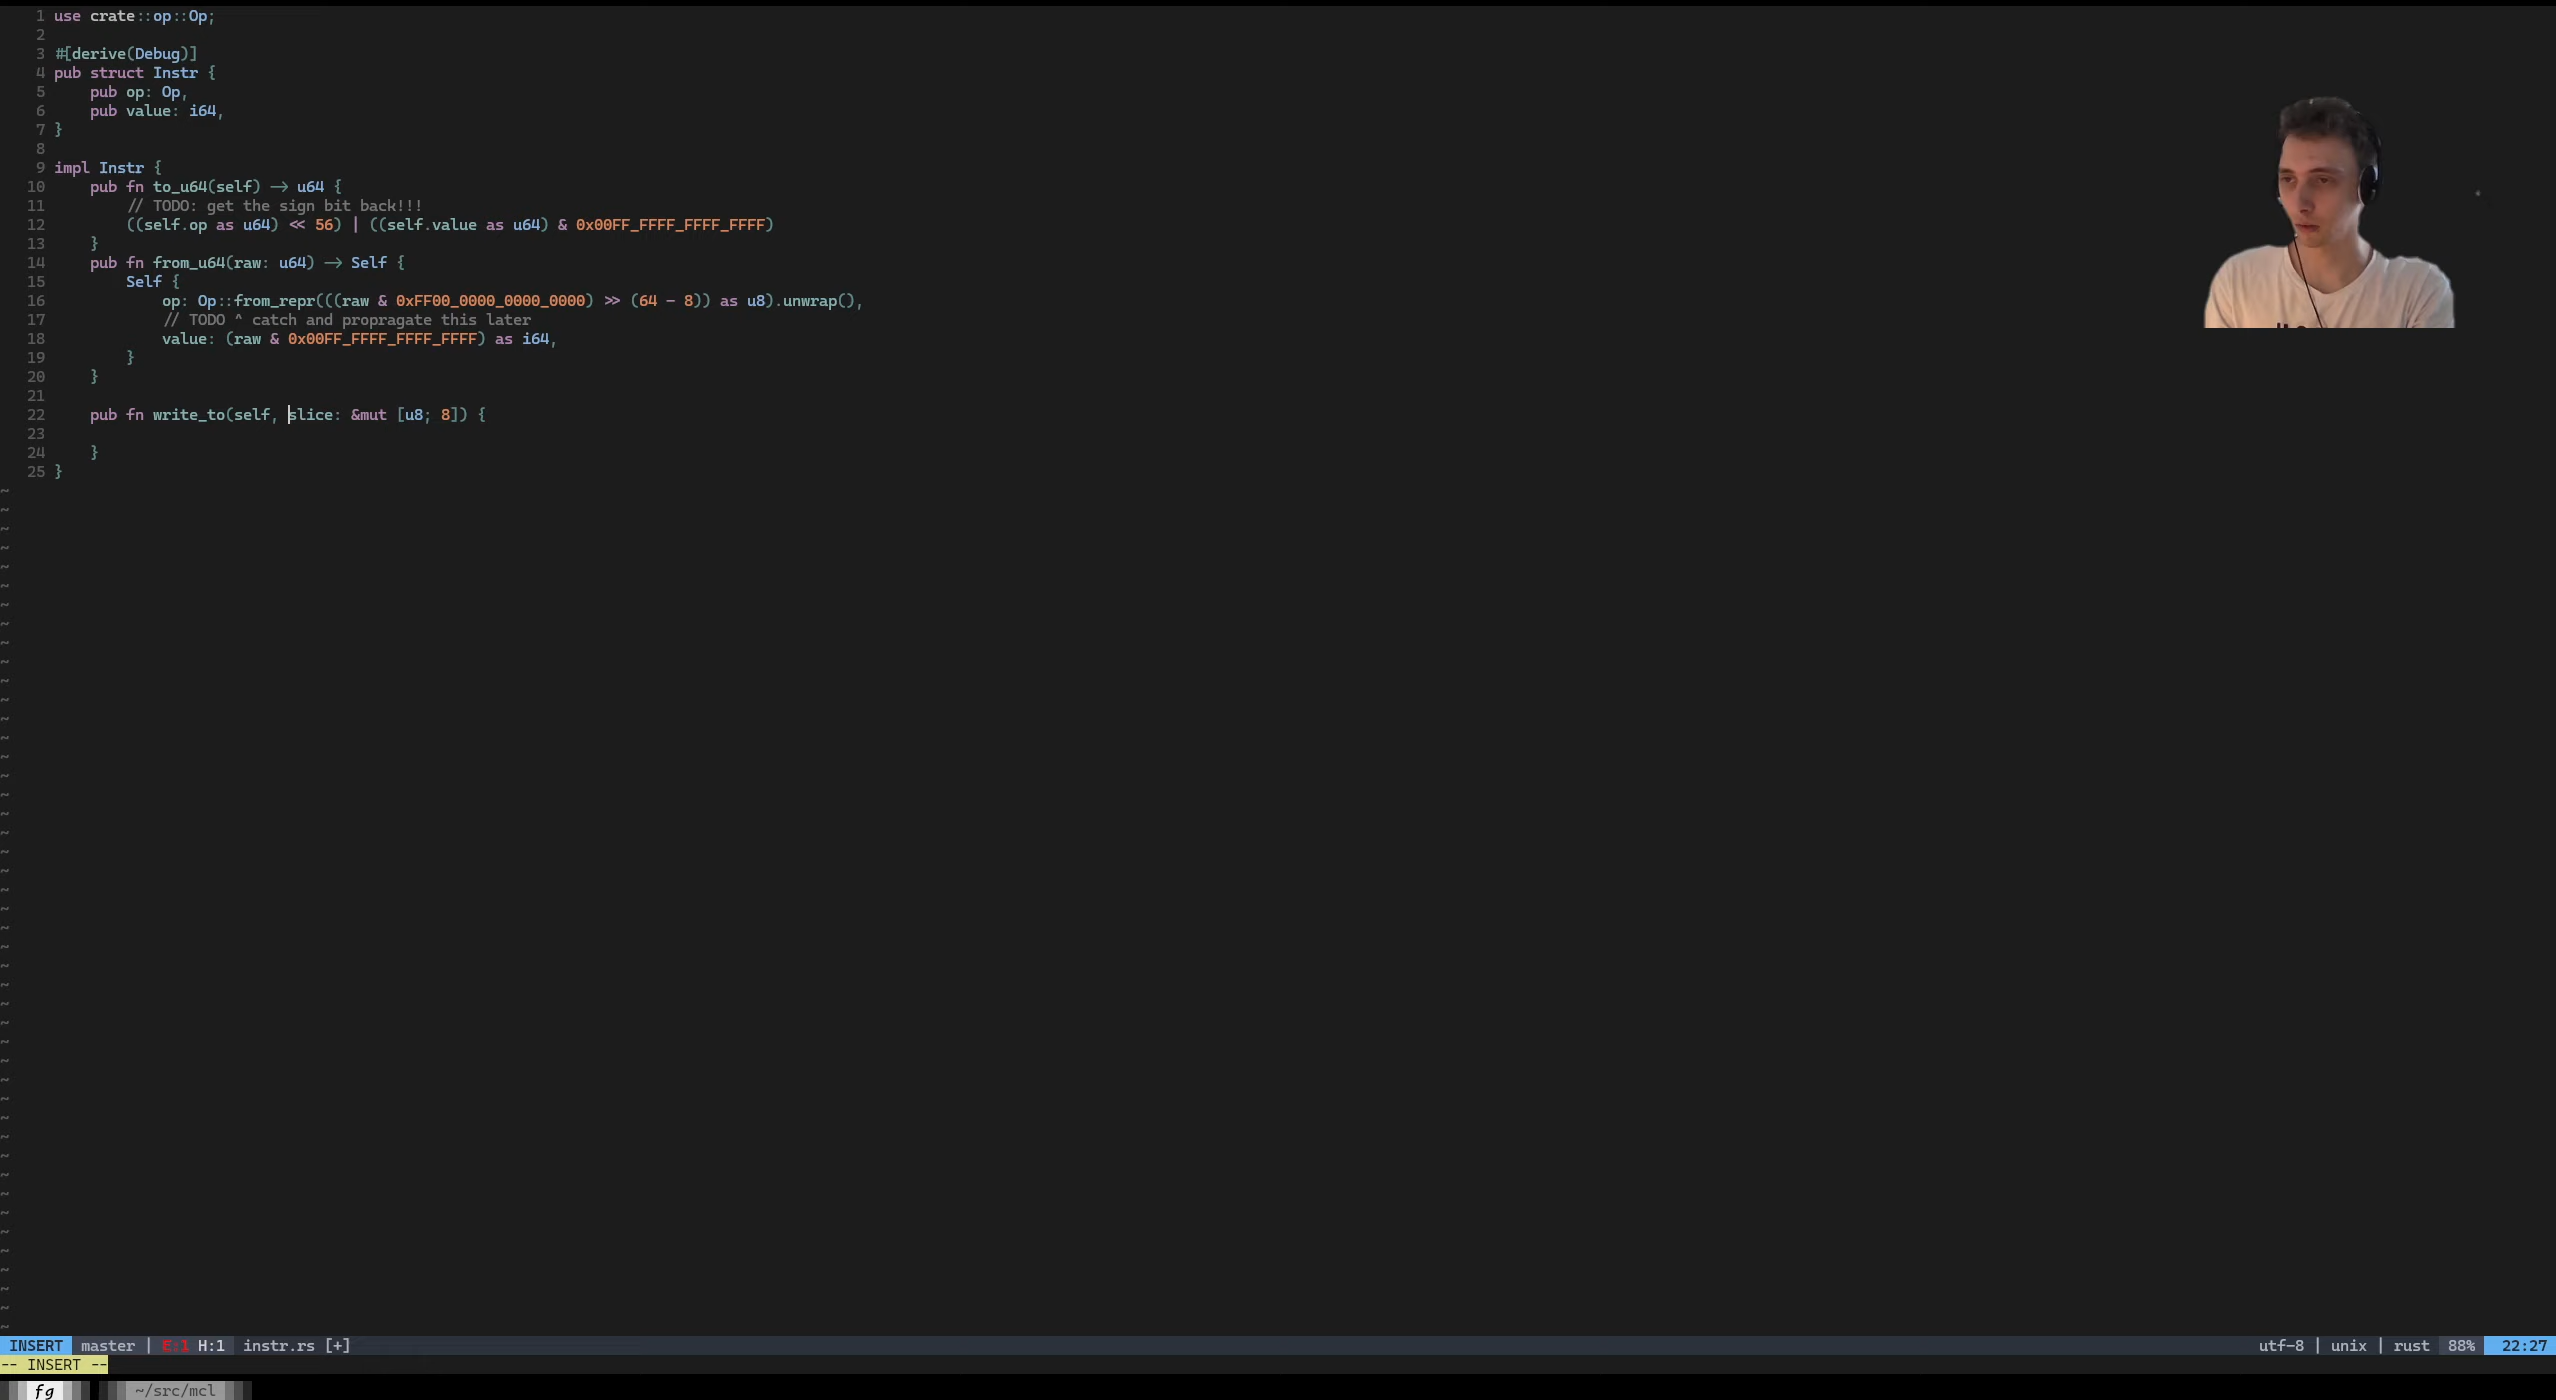 1 use crate::op::Op;
2
3 #[derive(Debug)]
4 pub struct Instr {
5     pub op: Op,
6     pub value: i64,
7 }
8
9 impl Instr {
10     pub fn to_u64(self) -> u64 {
11         // TODO: get the sign bit back!!!
12         ((self.op as u64) << 56) | ((self.value as u64) & 0x00FF_FFFF_FFFF_FFFF)
13     }
14     pub fn from_u64(raw: u64) -> Self {
15         Self {
16             op: Op::from_repr(((raw & 0xFF00_0000_0000_0000) >> (64 - 8)) as u8).unwrap(),
17             // TODO ^ catch and propragate this later
18             value: (raw & 0x00FF_FFFF_FFFF_FFFF) as i64,
19         }
20     }
21
22     pub fn write_to(self, slice: &mut [u8; 8]) {
23
24     }
25 }
INSERT master | E:1 H:1 instr.rs [+] utf-8 | unix | rust 88% 22:27
-- INSERT --
fg ~/src/mcl